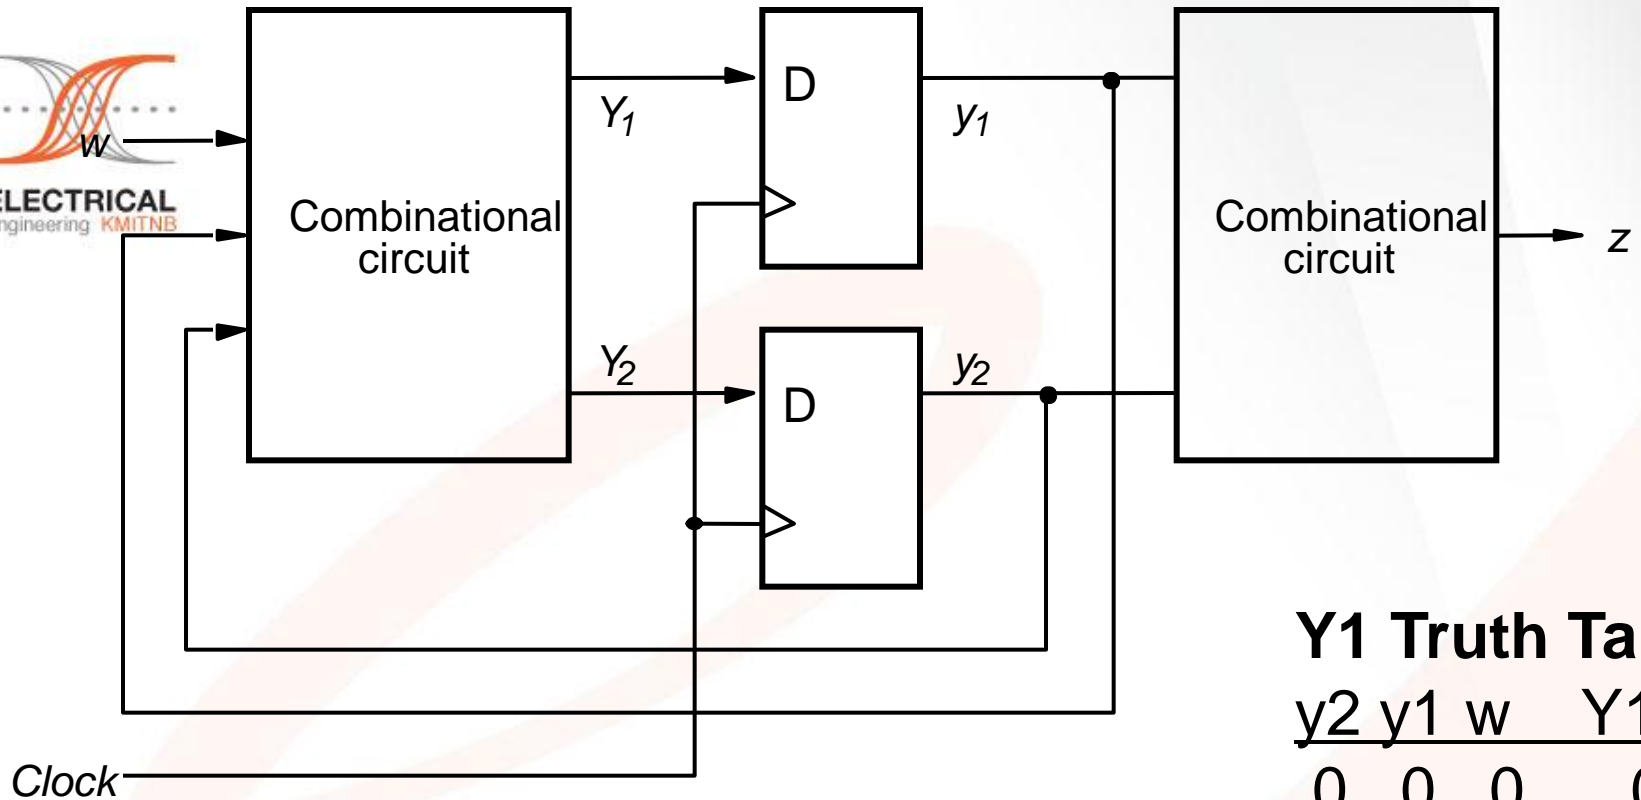 w
ELECTRICAL
ngineering KMITNB
Combinational
circuit
Y1
Y2
D
D
y1
y2
Combinational
circuit
z
Clock
Y1 Truth Ta
y2 y1 w Y1
0 0 0 0